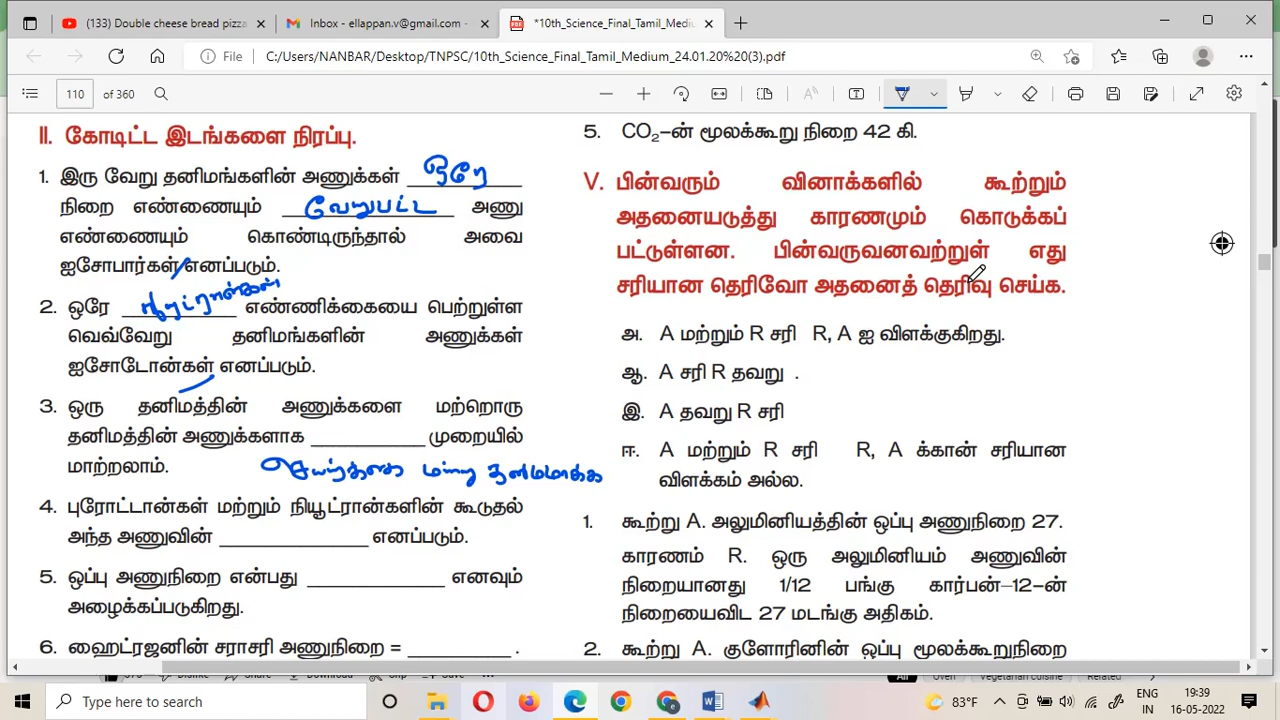 (133) Double cheese bread pizza
Inbox - ellappan.v@gmail.com -
*10th_Science_Final_Tamil_Mediu
File
C:/Users/NANBAR/Desktop/TNPSC/10th_Science_Final_Tamil_Medium_24.01.20%20(3).pdf
110 of 360
II. கோடிட்ட இடங்களை நிரப்பு.
1. இரு வேறு தனிமங்களின் அணுக்கள் ஒரே
நிறை எண்ணையும் வேறுபட்ட அணு
எண்ணையும் கொண்டிருந்தால் அவை
ஐசோபார்கள் எனப்படும்.
2. ஒரே நியூட்ரான்கள் எண்ணிக்கையை பெற்றுள்ள
வெவ்வேறு தனிமங்களின் அணுக்கள்
ஐசோடோன்கள் எனப்படும்.
3. ஒரு தனிமத்தின் அணுக்களை மற்றொரு
தனிமத்தின் அணுக்களாக ____________ முறையில்
மாற்றலாம். செயற்கை மாற்று தனிமமாக்க
4. புரோட்டான்கள் மற்றும் நியூட்ரான்களின் கூடுதல்
அந்த அணுவின் _______________ எனப்படும்.
5. ஒப்பு அணுநிறை என்பது ______________ எனவும்
அழைக்கப்படுகிறது.
6. ஹைட்ரஜனின் சராசரி அணுநிறை = __________ .
5. CO₂-ன் மூலக்கூறு நிறை 42 கி.
V. பின்வரும் வினாக்களில் கூற்றும்
அதனையடுத்து காரணமும் கொடுக்கப்
பட்டுள்ளன. பின்வருவனவற்றுள் எது
சரியான தெரிவோ அதனைத் தெரிவு செய்க.
அ. A மற்றும் R சரி R, A ஐ விளக்குகிறது.
ஆ. A சரி R தவறு .
இ. A தவறு R சரி
ஈ. A மற்றும் R சரி R, A க்கான் சரியான
விளக்கம் அல்ல.
1. கூற்று A. அலுமினியத்தின் ஒப்பு அணுநிறை 27.
காரணம் R. ஒரு அலுமினியம் அணுவின்
நிறையானது 1/12 பங்கு கார்பன்–12-ன்
நிறையைவிட 27 மடங்கு அதிகம்.
2. கூற்று A. குளோரினின் ஒப்பு மூலக்கூறுநிறை
Type here to search
83°F
ENG
IN
19:39
16-05-2022